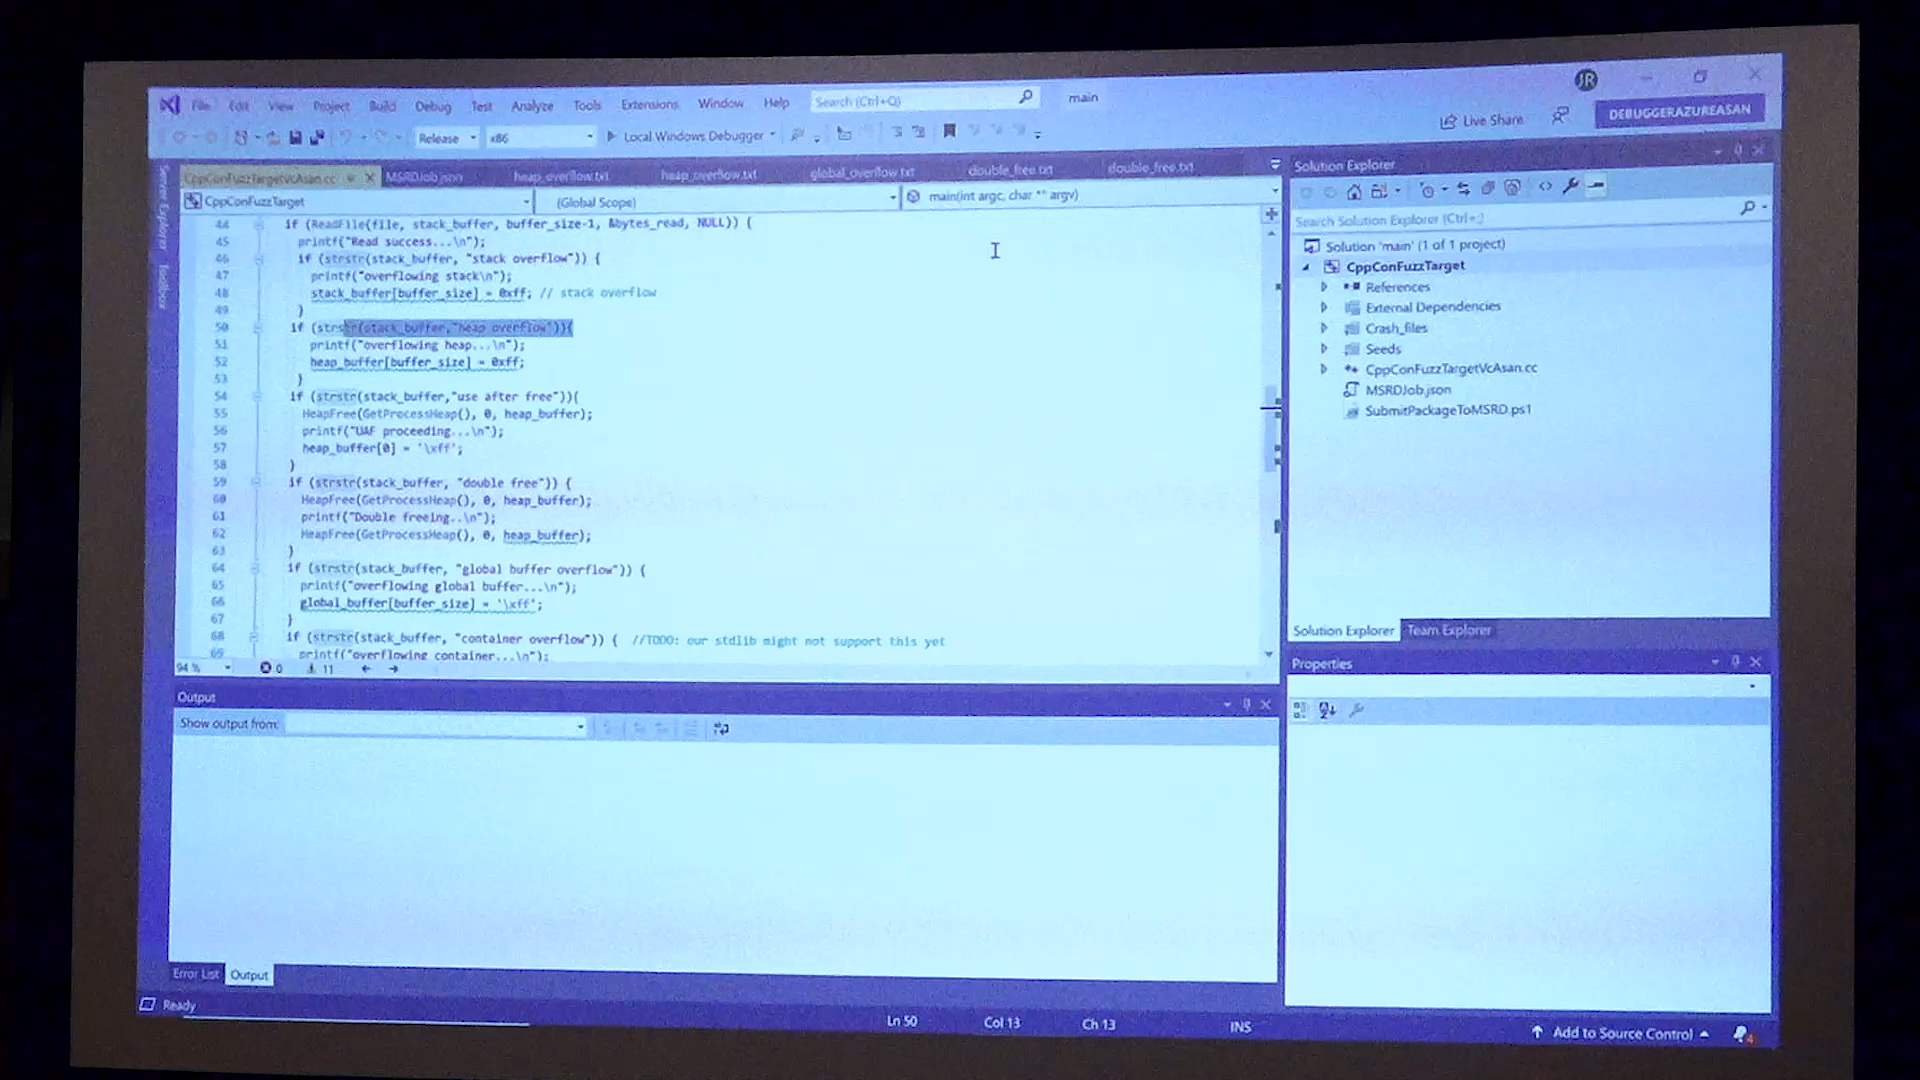 JR
File Edit View Project Build Debug Test Analyze Tools Extensions Window Help Search (Ctrl+Q) main
Live Share DEBUGGERAZUREASAN
Release x86 Local Windows Debugger
Server Explorer Toolbox
CppConFuzzTargetVcAsan.cc MSRDJob.json heap_overflow.txt heap_overflow.txt global_overflow.txt double_free.txt double_free.txt
CppConFuzzTarget (Global Scope) main(int argc, char ** argv)
44 if (ReadFile(file, stack_buffer, buffer_size-1, &bytes_read, NULL)) {
45 printf("Read success...\n");
46 if (strstr(stack_buffer, "stack overflow")) {
47 printf("overflowing stack\n");
48 stack_buffer[buffer_size] = 0xff; // stack overflow
49 }
50 if (strstr(stack_buffer,"heap overflow")){
51 printf("overflowing heap...\n");
52 heap_buffer[buffer_size] = 0xff;
53 }
54 if (strstr(stack_buffer,"use after free")){
55 HeapFree(GetProcessHeap(), 0, heap_buffer);
56 printf("UAF proceeding...\n");
57 heap_buffer[0] = '\xff';
58 }
59 if (strstr(stack_buffer, "double free")) {
60 HeapFree(GetProcessHeap(), 0, heap_buffer);
61 printf("Double freeing..\n");
62 HeapFree(GetProcessHeap(), 0, heap_buffer);
63 }
64 if (strstr(stack_buffer, "global buffer overflow")) {
65 printf("overflowing global buffer...\n");
66 global_buffer[buffer_size] = '\xff';
67 }
68 if (strstr(stack_buffer, "container overflow")) { //TODO: our stdlib might not support this yet
69 printf("overflowing container...\n");
94 % 0 11
Solution Explorer
Search Solution Explorer (Ctrl+;)
Solution 'main' (1 of 1 project)
CppConFuzzTarget
References
External Dependencies
Crash_files
Seeds
CppConFuzzTargetVcAsan.cc
MSRDJob.json
SubmitPackageToMSRD.ps1
Solution Explorer Team Explorer
Properties
Output
Show output from:
Error List Output
Ready Ln 50 Col 13 Ch 13 INS Add to Source Control 4